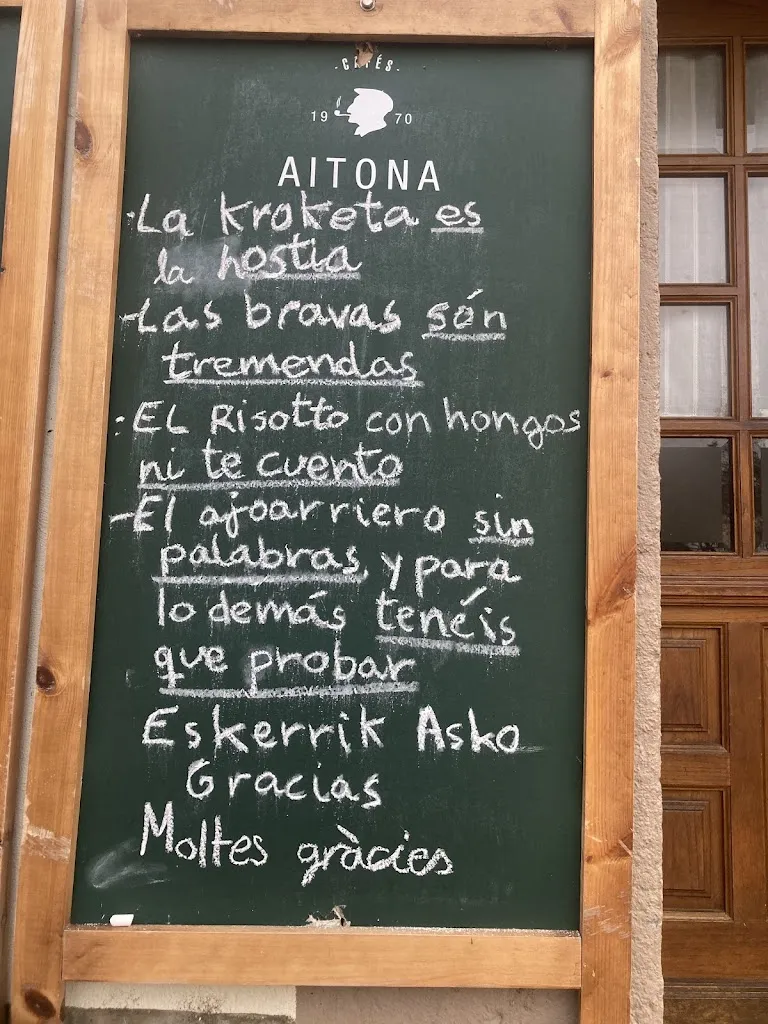 ·CAFÉS·
19 70
AITONA
·La kroketa es
la hostia
-Las bravas són
tremendas
·EL Risotto con hongos
ni te cuento
-El ajoarriero sin
palabras, y para
lo demás tenéis
que probar
Eskerrik Asko
Gracias
Moltes gràcies